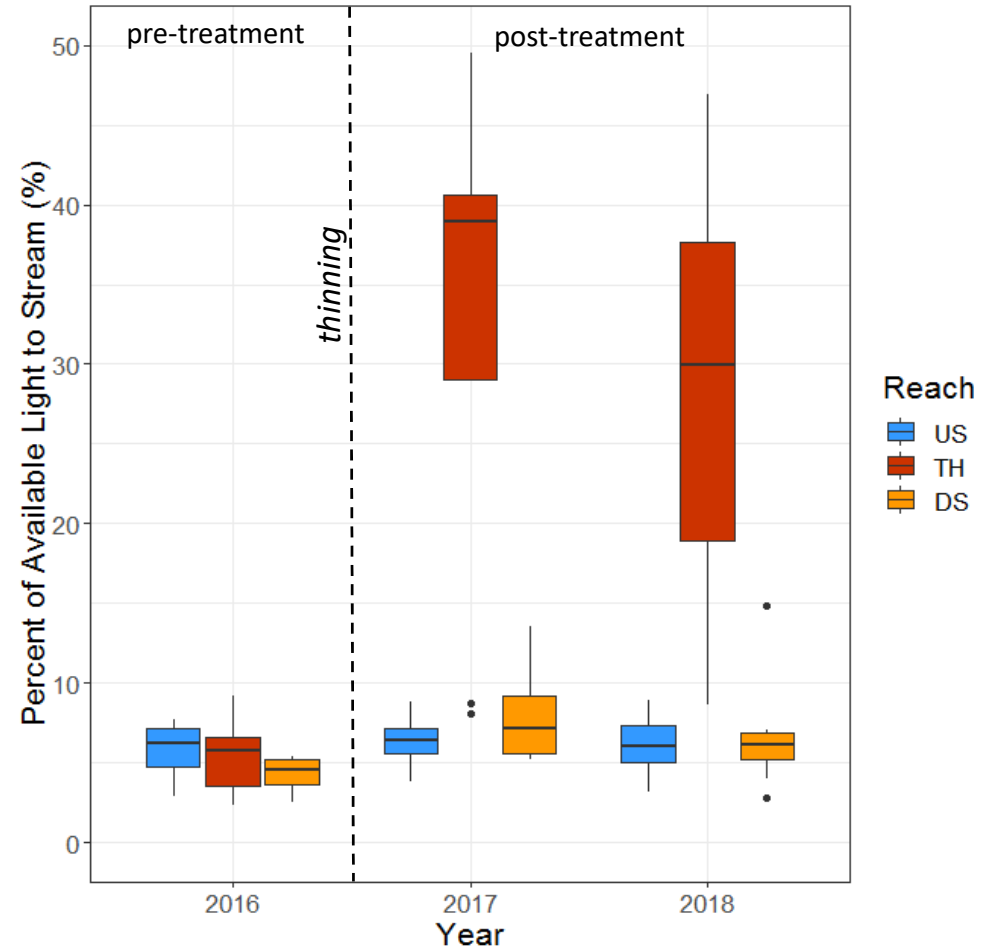 pre-treatment
post-treatment
thinning
Percent of Available Light to Stream (%)
50
40
30
20
10
0
2016
2017
2018
Year
Reach
US
TH
DS